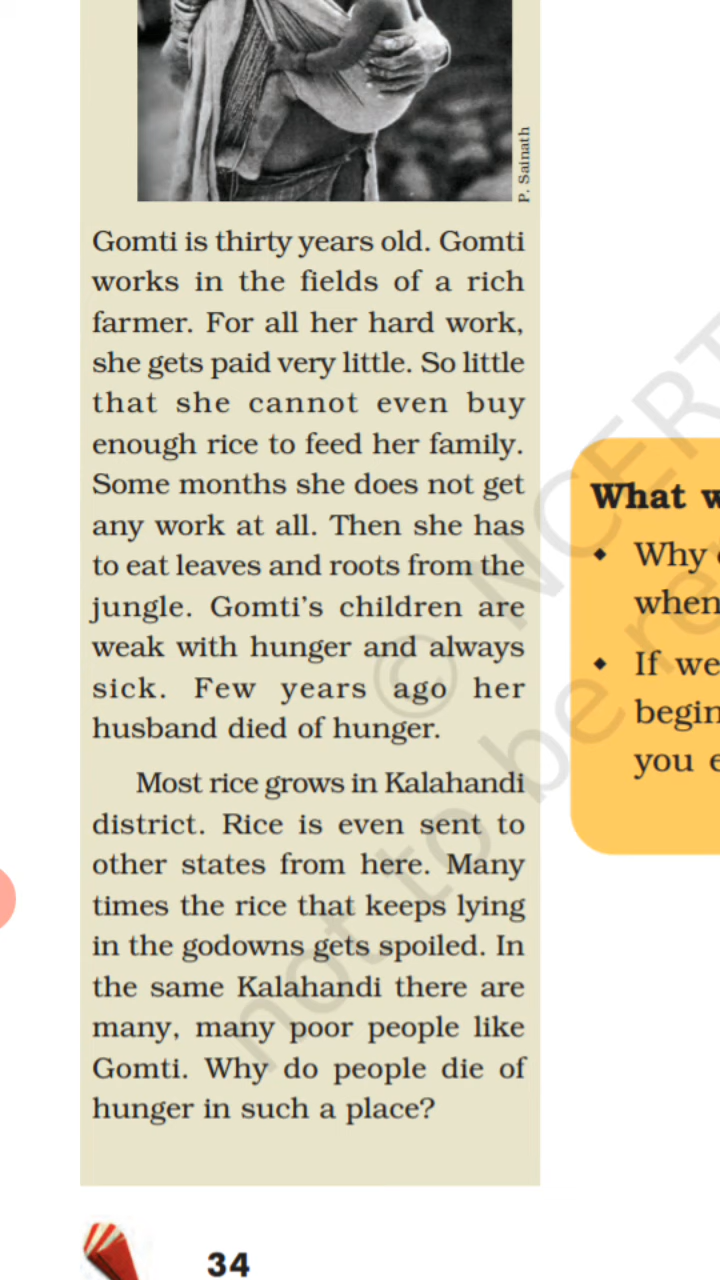 P. Sainath
Gomti is thirty years old. Gomti
works in the fields of a rich
farmer. For all her hard work,
she gets paid very little. So little
that she cannot even buy
enough rice to feed her family.
Some months she does not get
any work at all. Then she has
to eat leaves and roots from the
jungle. Gomti's children are
weak with hunger and always
sick. Few years ago her
husband died of hunger.
Most rice grows in Kalahandi
district. Rice is even sent to
other states from here. Many
times the rice that keeps lying
in the godowns gets spoiled. In
the same Kalahandi there are
many, many poor people like
Gomti. Why do people die of
hunger in such a place?
What
• Why
when
• If we
begin
you
© NCERT
not to be
34